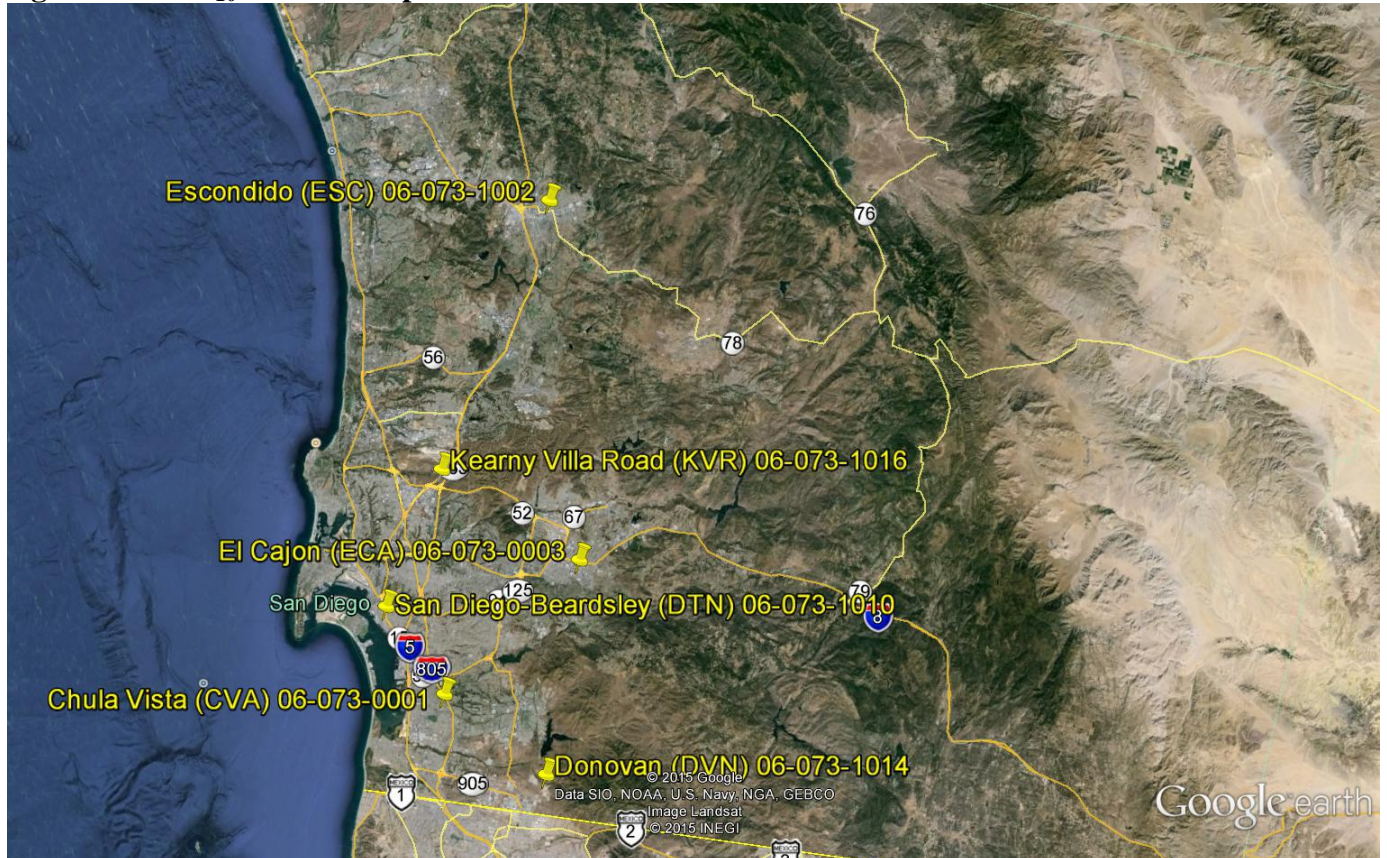 Escondido (ESC) 06-073-1002
76
78
56
Kearny Villa Road (KVR) 06-073-1016
52
67
El Cajon (ECA) 06-073-0003
125
79
San Diego
San Diego-Beardsley (DTN) 06-073-1010
8
5
805
Chula Vista (CVA) 06-073-0001
Donovan (DVN) 06-073-1014
© 2015 Google
905
MEXICO
1
Data SIO, NOAA, U.S. Navy, NGA, GEBCO
Google earth
Image Landsat
© 2015 INEGI
MEXICO
2
MEXICO